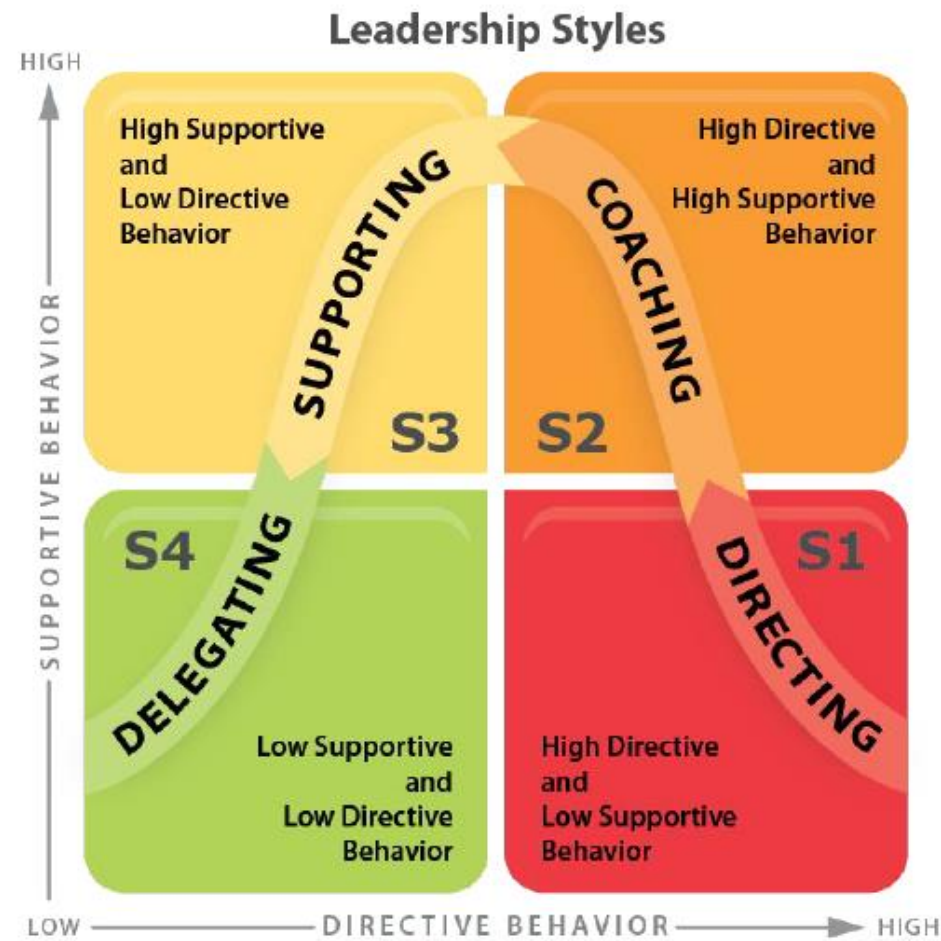 Leadership Styles
HIGH
High Supportive
and
Low Directive
Behavior
SUPPORTING
S3
High Directive
and
High Supportive
Behavior
COACHING
S2
SUPPORTIVE BEHAVIOR
S4
DELEGATING
Low Supportive
and
Low Directive
Behavior
S1
DIRECTING
High Directive
and
Low Supportive
Behavior
LOW
DIRECTIVE BEHAVIOR
HIGH